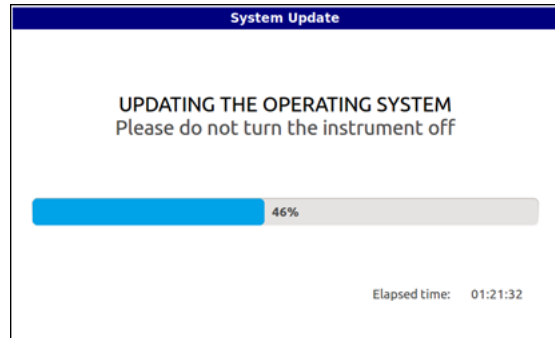 System Update
UPDATING THE OPERATING SYSTEM
Please do not turn the instrument off
46%
Elapsed time: 01:21:32